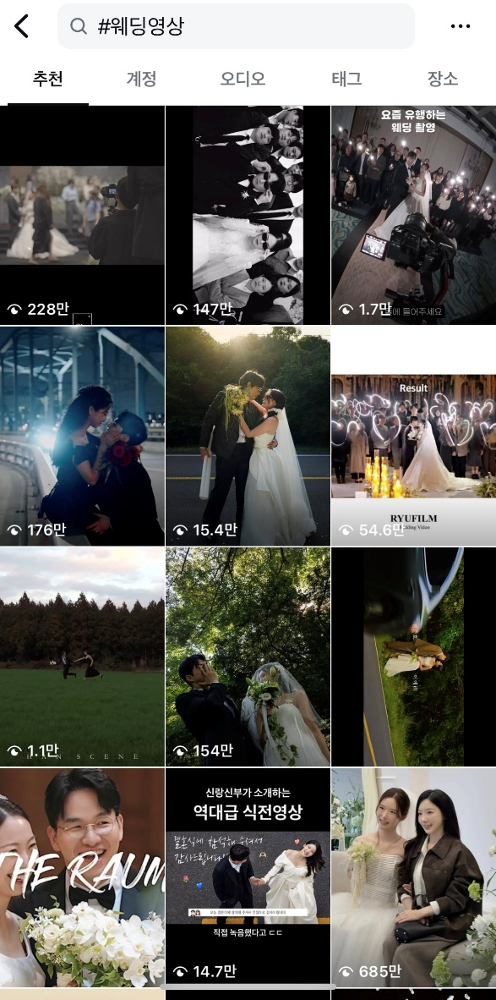 #웨딩영상
추천 계정 오디오 태그 장소
228만
147만
요즘 유행하는
웨딩 촬영
1.7만
에 들어주세요
176만
15.4만
Result
RYUFILM
Wedding Video
54.6만
1.1만
SCENE
154만
THE RAUM
신랑신부가 소개하는
역대급 식전영상
결혼식에 참석해 주셔서
감사드립니다
직접 녹음했다고 ㄷㄷ
14.7만
685만